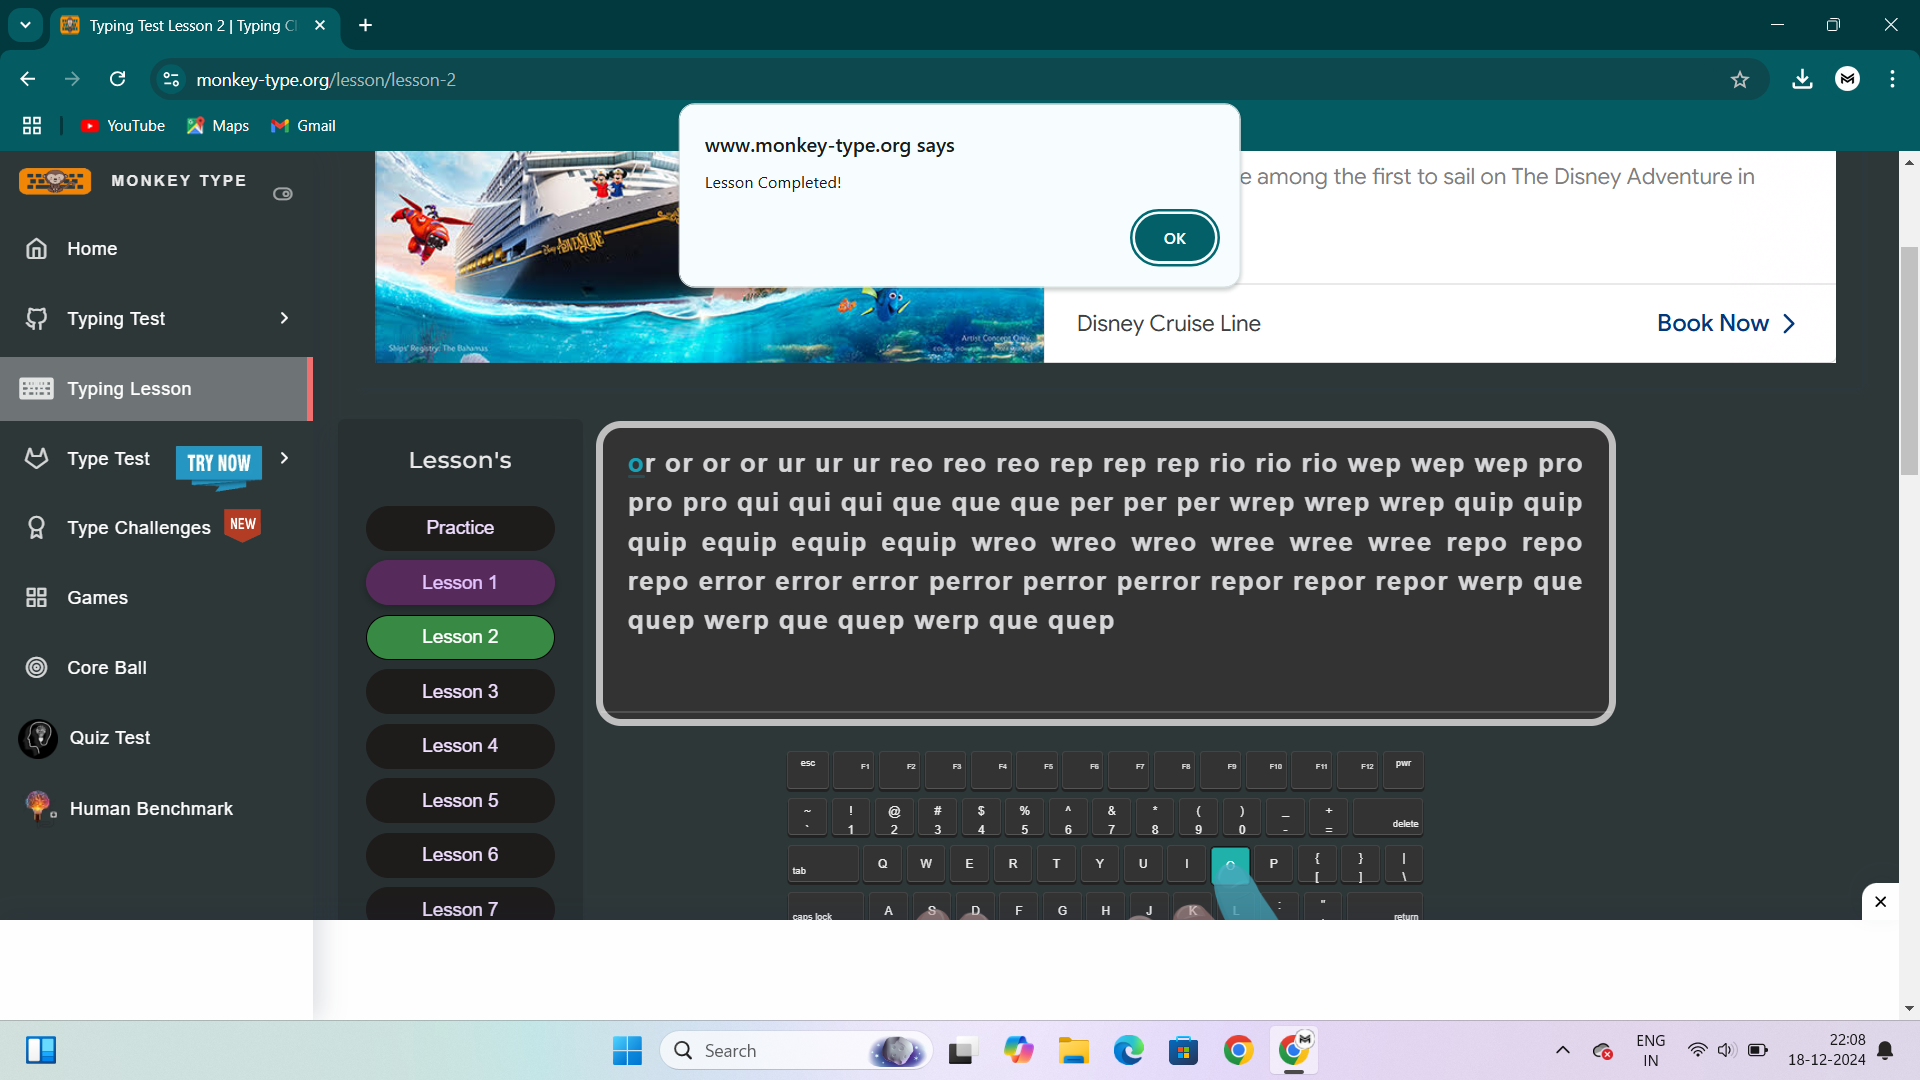 Typing Test Lesson 2 | Typing Cl
monkey-type.org/lesson/lesson-2
YouTube Maps Gmail
www.monkey-type.org says
Lesson Completed!
OK
MONKEY TYPE
Home
Typing Test
Typing Lesson
Type Test TRY NOW
Type Challenges NEW
Games
Core Ball
Quiz Test
Human Benchmark
ADVENTURE
Ships' Registry: The Bahamas
Artist Concept Only.
e among the first to sail on The Disney Adventure in
Disney Cruise Line
Book Now
Lesson's
Practice
Lesson 1
Lesson 2
Lesson 3
Lesson 4
Lesson 5
Lesson 6
Lesson 7
or or or or ur ur ur reo reo reo rep rep rep rio rio rio wep wep wep pro
pro pro qui qui qui que que que per per per wrep wrep wrep quip quip
quip equip equip equip wreo wreo wreo wree wree wree repo repo
repo error error error perror perror perror repor repor repor werp que
quep werp que quep werp que quep
esc F1 F2 F3 F4 F5 F6 F7 F8 F9 F10 F11 F12 pwr
~ ! @ # $ % ^ & * ( ) _ +
` 1 2 3 4 5 6 7 8 9 0 - = delete
tab Q W E R T Y U I O P { } |
[ ] \
caps lock A S D F G H J K L : " return
Search
ENG
IN
22:08
18-12-2024